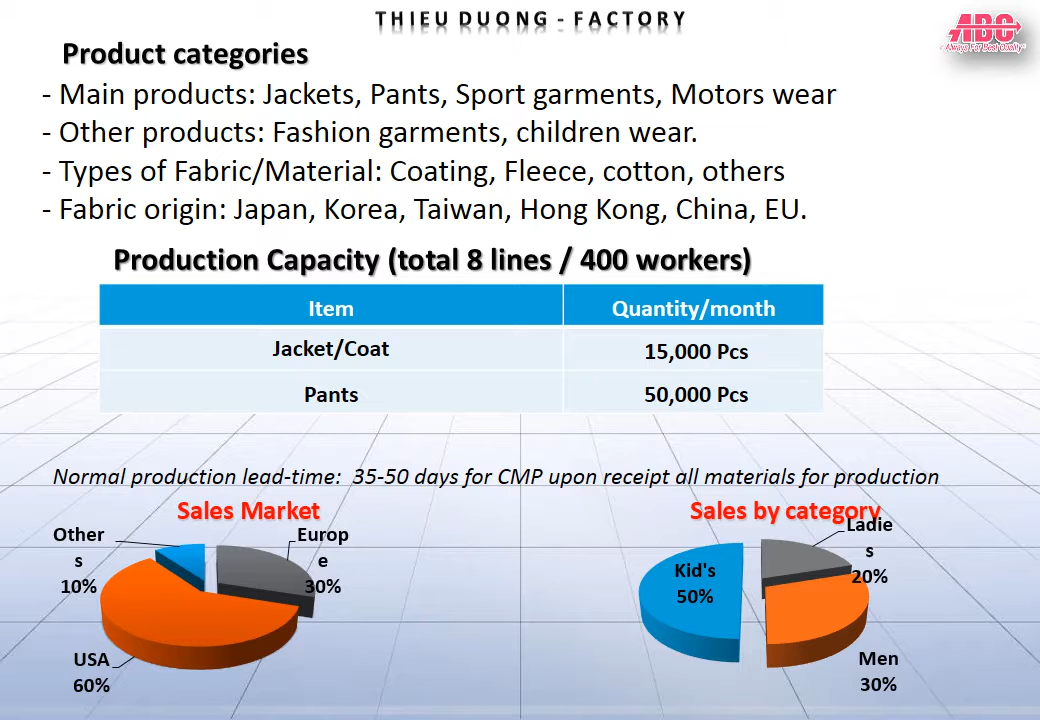 THIEU DUONG - FACTORY
ABC
Always For Best Quality
Product categories
- Main products: Jackets, Pants, Sport garments, Motors wear
- Other products: Fashion garments, children wear.
- Types of Fabric/Material: Coating, Fleece, cotton, others
- Fabric origin: Japan, Korea, Taiwan, Hong Kong, China, EU.
Production Capacity (total 8 lines / 400 workers)
Item Quantity/month
Jacket/Coat 15,000 Pcs
Pants 50,000 Pcs
Normal production lead-time: 35-50 days for CMP upon receipt all materials for production
Sales Market
Other
s
10%
Europ
e
30%
USA
60%
Sales by category
Ladie
s
20%
Kid's
50%
Men
30%